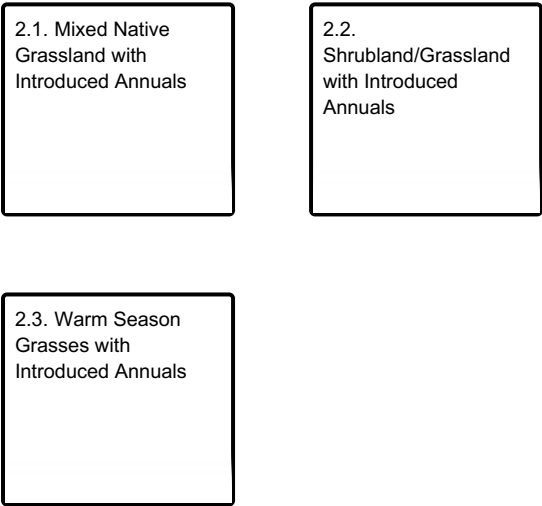 2.1. Mixed Native
Grassland with
Introduced Annuals
2.2.
Shrubland/Grassland
with Introduced
Annuals
2.3. Warm Season
Grasses with
Introduced Annuals